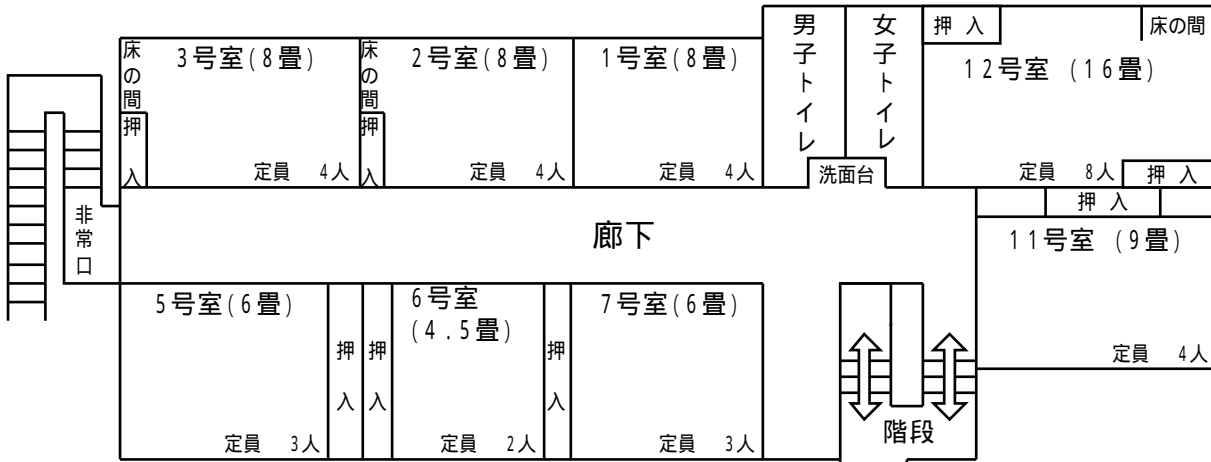 床の間
3号室(8畳)
押入
定員 4人
床の間
2号室(8畳)
押入
定員 4人
1号室(8畳)
定員 4人
男子トイレ
女子トイレ
洗面台
押 入
床の間
12号室 (16畳)
定員 8人
押 入
押 入
11号室 (9畳)
定員 4人
非常口
廊下
5号室(6畳)
押入
定員 3人
押入
6号室
(4.5畳)
押入
定員 2人
7号室(6畳)
定員 3人
階段